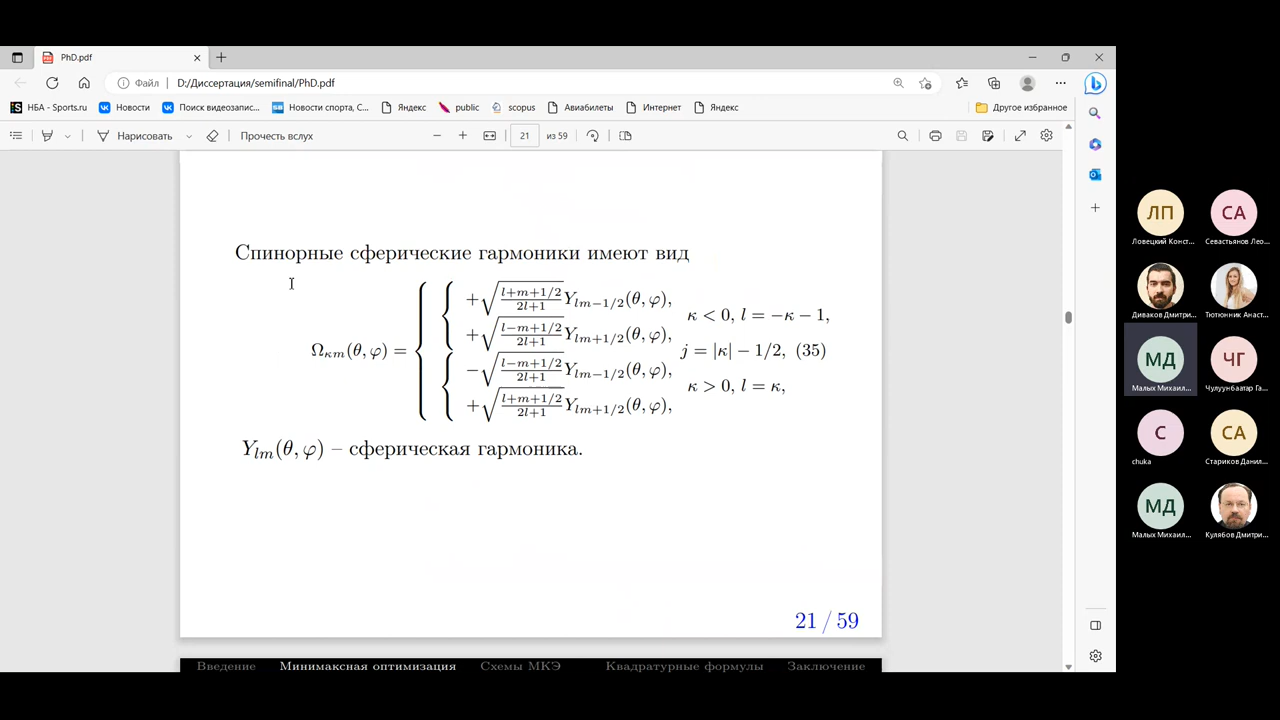 PhD.pdf
Файл D:/Диссертация/semifinal/PhD.pdf
НБА - Sports.ru Новости Поиск видеозапис... Новости спорта, С... Яндекс public scopus Авиабилеты Интернет Яндекс Другое избранное
Нарисовать Прочесть вслух 21 из 59
Спинорные сферические гармоники имеют вид
+√((l+m+1/2)/(2l+1)) Y_{lm−1/2}(θ, φ),
κ < 0, l = −κ − 1,
+√((l−m+1/2)/(2l+1)) Y_{lm+1/2}(θ, φ),
Ω_{κm}(θ, φ) = { j = |κ| − 1/2, (35)
−√((l−m+1/2)/(2l+1)) Y_{lm−1/2}(θ, φ),
κ > 0, l = κ,
+√((l+m+1/2)/(2l+1)) Y_{lm+1/2}(θ, φ),
Y_{lm}(θ, φ) – сферическая гармоника.
21 / 59
Введение Минимаксная оптимизация Схемы МКЭ Квадратурные формулы Заключение
ЛП СА
Ловецкий Конст... Севастьянов Лео...
Диваков Дмитри... Тютюнник Анаст...
МД ЧГ
Малых Михаил... Чулуунбаатар Га...
C СА
chuka Стариков Данил...
МД
Малых Михаил... Кулябов Дмитри...